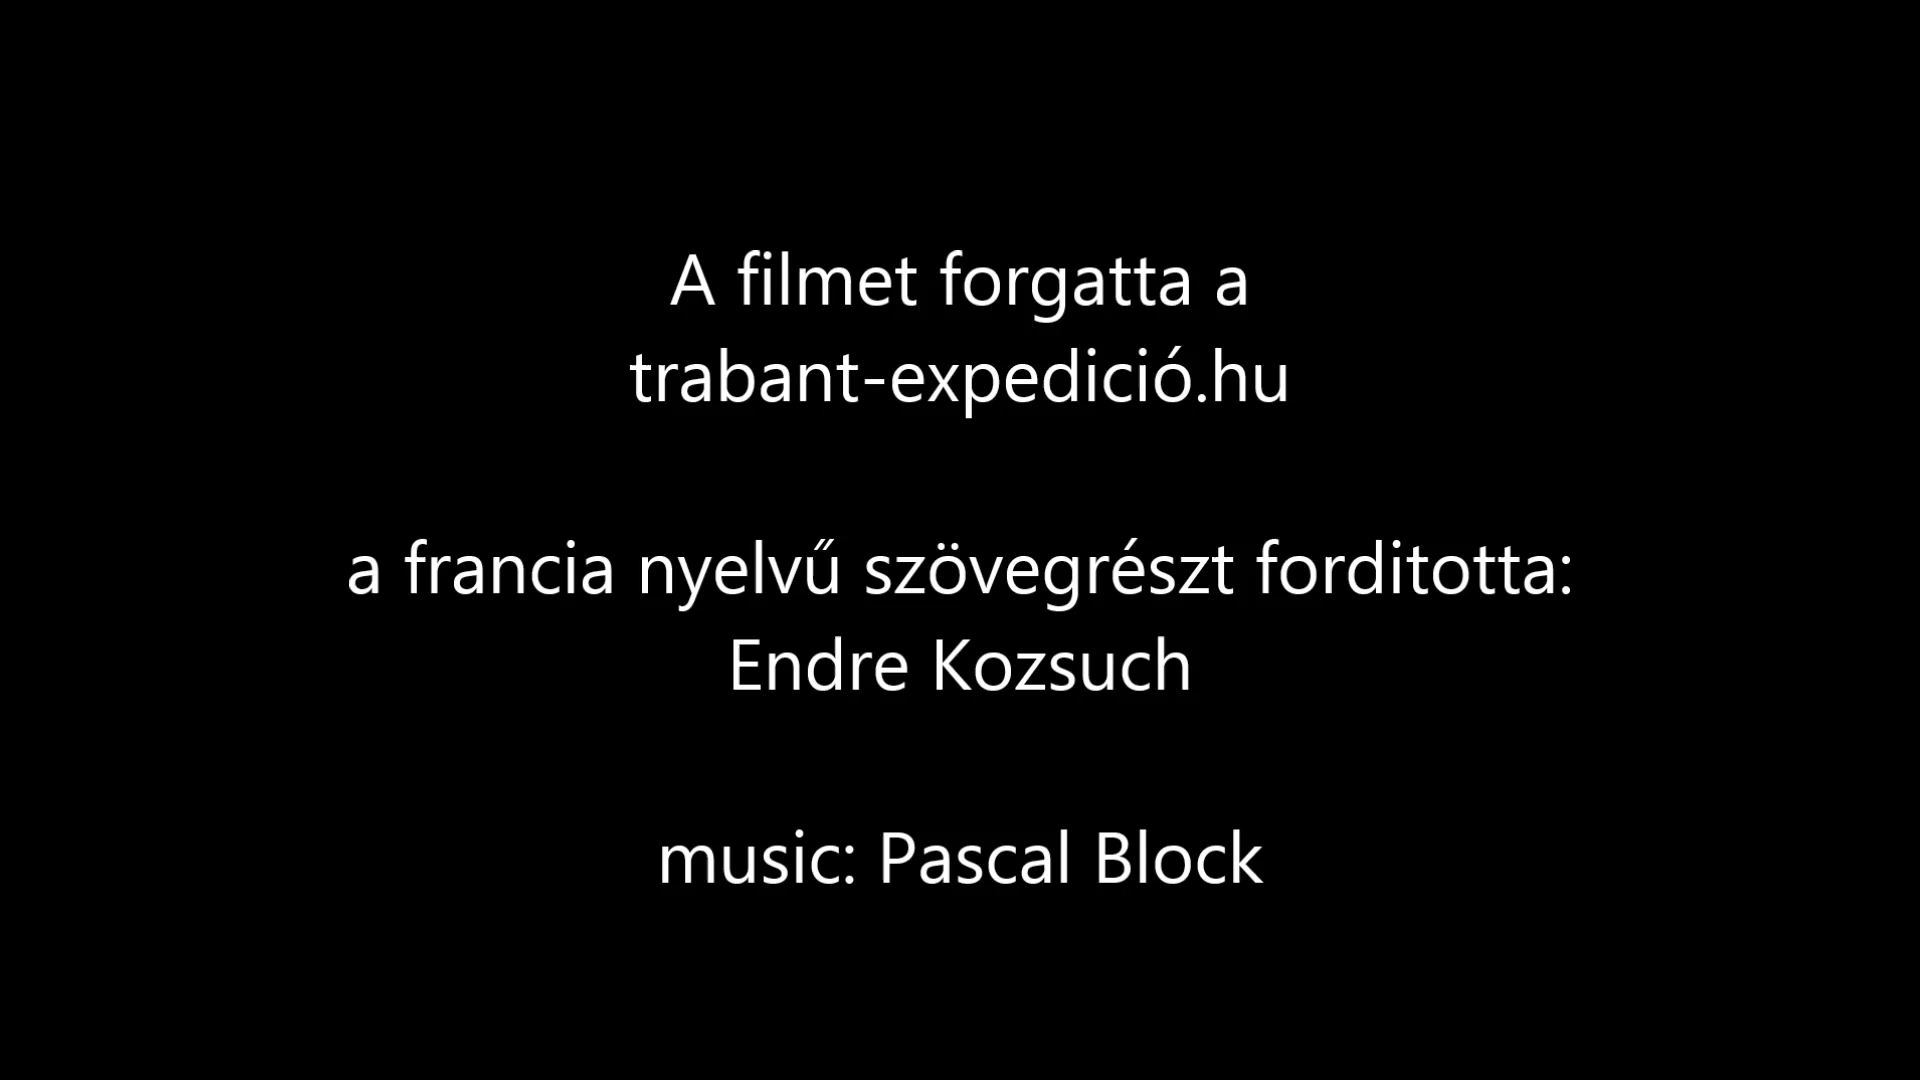 A filmet forgatta a
trabant-expedició.hu
a francia nyelvű szövegrészt forditotta:
Endre Kozsuch
music: Pascal Block